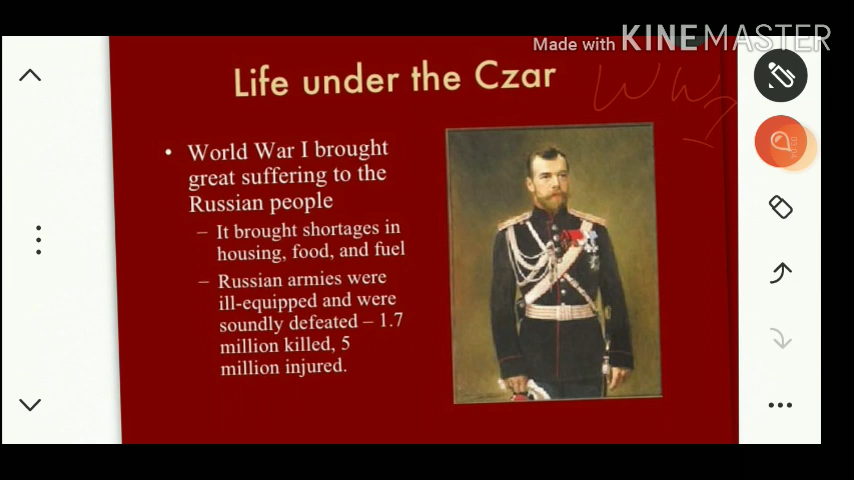 Made with KINEMASTER
Life under the Czar
WW1
• World War I brought
great suffering to the
Russian people
– It brought shortages in
housing, food, and fuel
– Russian armies were
ill-equipped and were
soundly defeated – 1.7
million killed, 5
million injured.